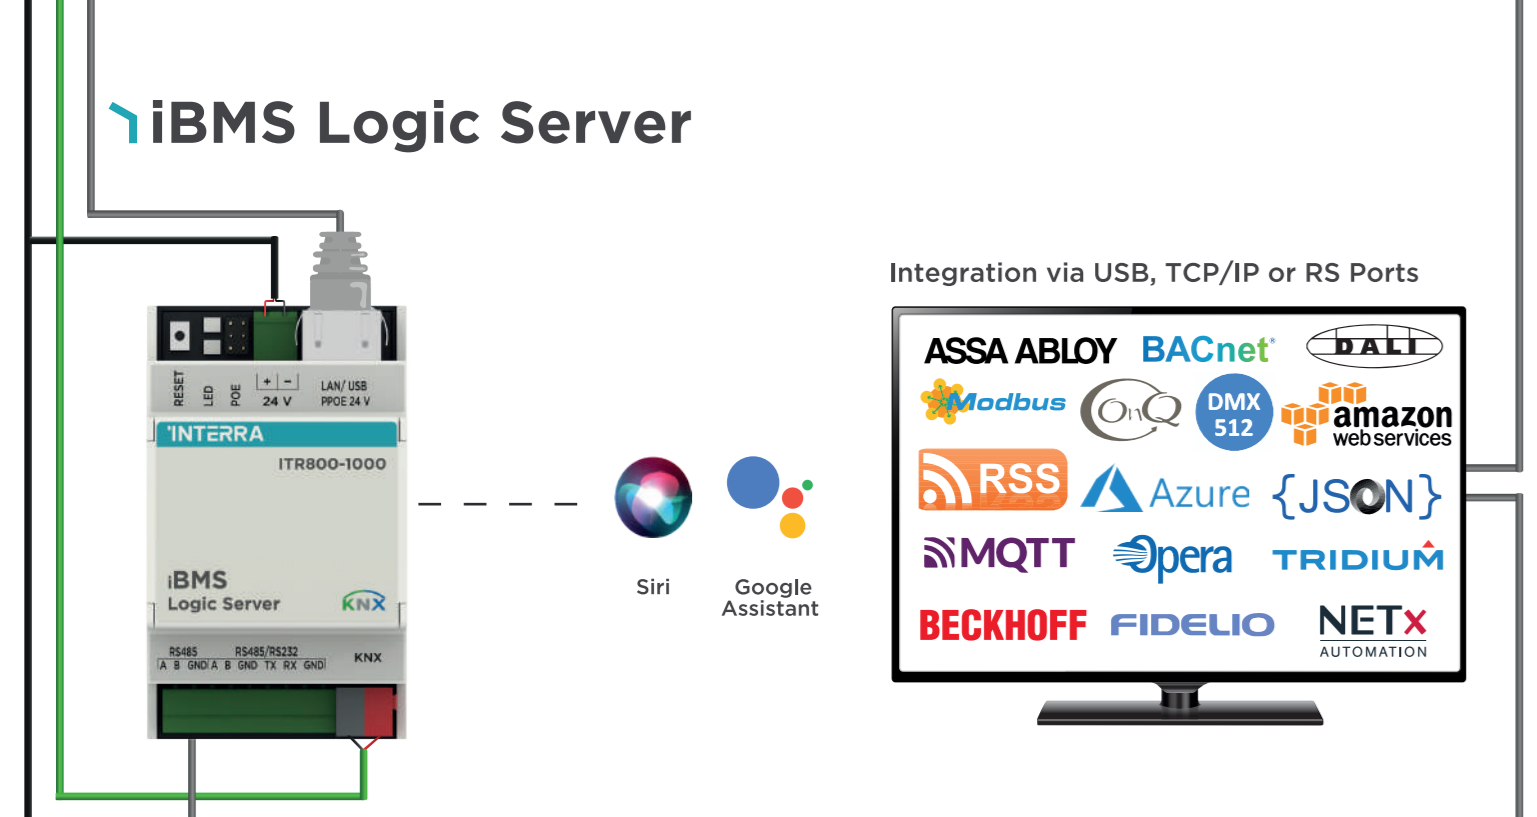 iBMS Logic Server
Integration via USB, TCP/IP or RS Ports
RESET
LED
POE
+ -
24 V
LAN/ USB
PPOE 24 V
INTERRA
ITR800-1000
iBMS
Logic Server
KNX
RS485 RS485/RS232
A B GND A B GND TX RX GND
KNX
Siri
Google
Assistant
ASSA ABLOY
BACnet
DALI
Modbus
OnQ
DMX
512
amazon
web services
RSS
Azure
{JSON}
MQTT
Opera
TRIDIUM
BECKHOFF
FIDELIO
NETx
AUTOMATION